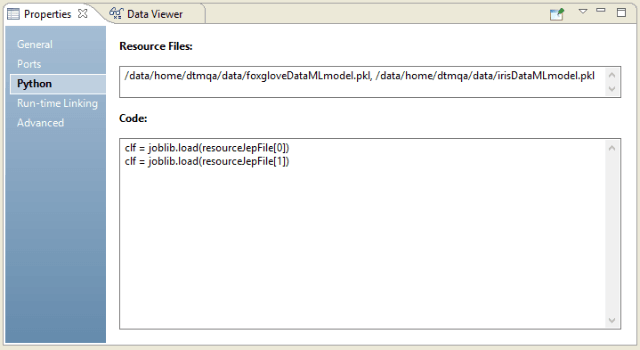 Properties
Data Viewer
General
Ports
Python
Run-time Linking
Advanced
Resource Files:
/data/home/dtmqa/data/foxgloveDataMLmodel.pkl, /data/home/dtmqa/data/irisDataMLmodel.pkl
Code:
clf = joblib.load(resourceJepFile[0])
clf = joblib.load(resourceJepFile[1])